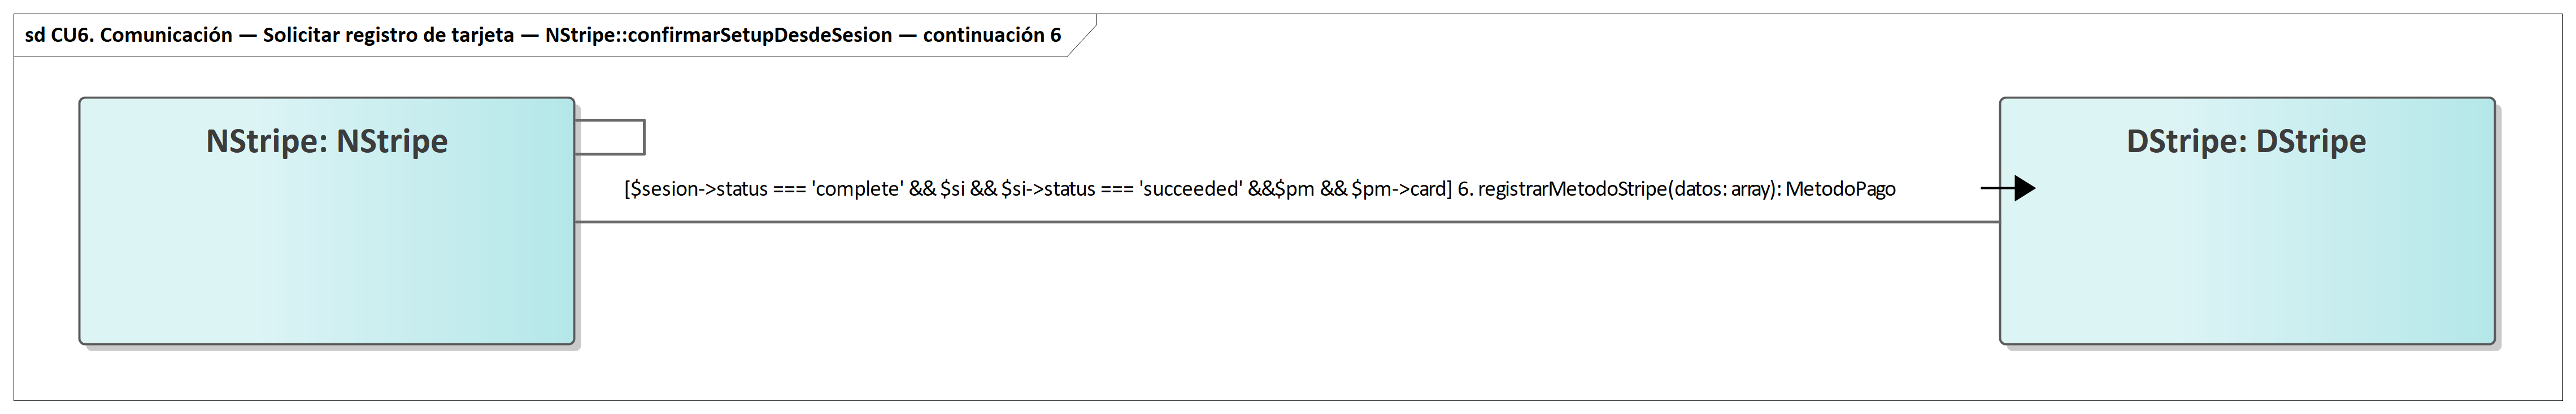 sd CU6. Comunicación — Solicitar registro de tarjeta — NStripe::confirmarSetupDesdeSesion — continuación 6
NStripe: NStripe
DStripe: DStripe
[$sesion->status === 'complete' && $si && $si->status === 'succeeded' &&$pm && $pm->card] 6. registrarMetodoStripe(datos: array): MetodoPago